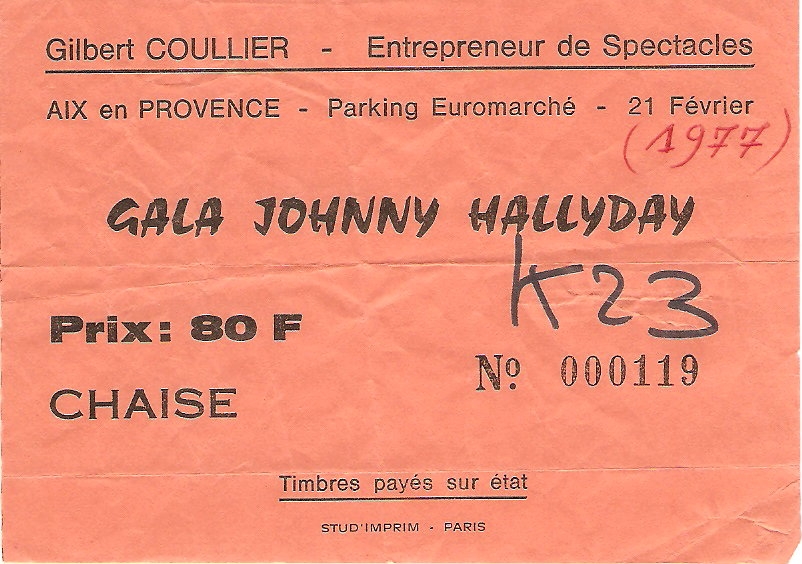 Gilbert COULLIER - Entrepreneur de Spectacles
AIX en PROVENCE - Parking Euromarché - 21 Février
(1977)
GALA JOHNNY HALLYDAY
K23
Prix: 80 F
Nº 000119
CHAISE
Timbres payés sur état
STUD'IMPRIM - PARIS